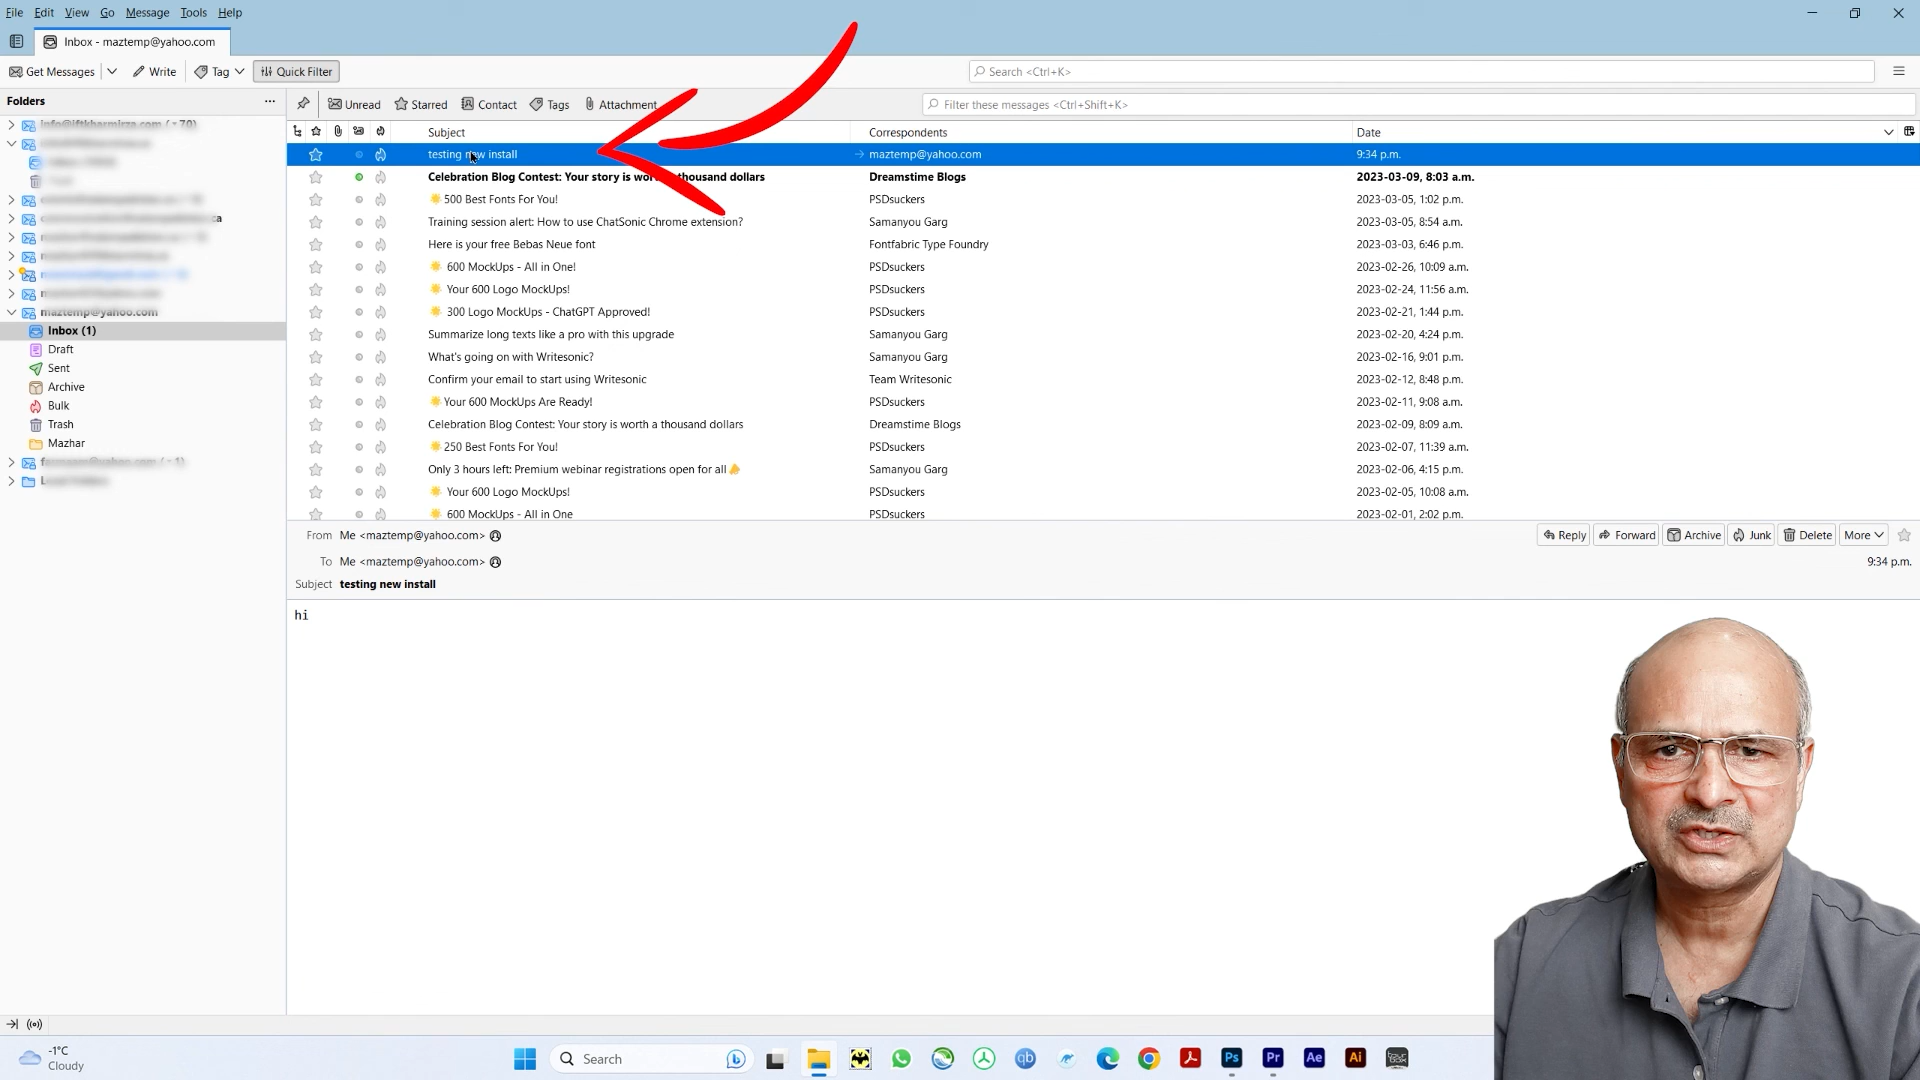 File Edit View Go Message Tools Help
Inbox - maztemp@yahoo.com
Get Messages Write Tag Quick Filter Search <Ctrl+K>
Folders
Unread Starred Contact Tags Attachment Filter these messages <Ctrl+Shift+K>
Subject Correspondents Date
testing new install maztemp@yahoo.com 9:34 p.m.
Celebration Blog Contest: Your story is thousand dollars Dreamstime Blogs 2023-03-09, 8:03 a.m.
500 Best Fonts For You! PSDsuckers 2023-03-05, 1:02 p.m.
Training session alert: How to use ChatSonic Chrome extension? Samanyou Garg 2023-03-05, 8:54 a.m.
Here is your free Bebas Neue font Fontfabric Type Foundry 2023-03-03, 6:46 p.m.
600 MockUps - All in One! PSDsuckers 2023-02-26, 10:09 a.m.
Your 600 Logo MockUps! PSDsuckers 2023-02-24, 11:56 a.m.
300 Logo MockUps - ChatGPT Approved! PSDsuckers 2023-02-21, 1:44 p.m.
Summarize long texts like a pro with this upgrade Samanyou Garg 2023-02-20, 4:24 p.m.
What's going on with Writesonic? Samanyou Garg 2023-02-16, 9:01 p.m.
Confirm your email to start using Writesonic Team Writesonic 2023-02-12, 8:48 p.m.
Your 600 MockUps Are Ready! PSDsuckers 2023-02-11, 9:08 a.m.
Celebration Blog Contest: Your story is worth a thousand dollars Dreamstime Blogs 2023-02-09, 8:09 a.m.
250 Best Fonts For You! PSDsuckers 2023-02-07, 11:39 a.m.
Only 3 hours left: Premium webinar registrations open for all Samanyou Garg 2023-02-06, 4:15 p.m.
Your 600 Logo MockUps! PSDsuckers 2023-02-05, 10:08 a.m.
600 MockUps - All in One PSDsuckers 2023-02-01, 2:02 p.m.
maztemp@yahoo.com
Inbox (1)
Draft
Sent
Archive
Bulk
Trash
Mazhar
From Me <maztemp@yahoo.com> Reply Forward Archive Junk Delete More
To Me <maztemp@yahoo.com> 9:34 p.m.
Subject testing new install
hi
-1°C
Cloudy
Search
qb
Ps
Pr
Ae
Ai